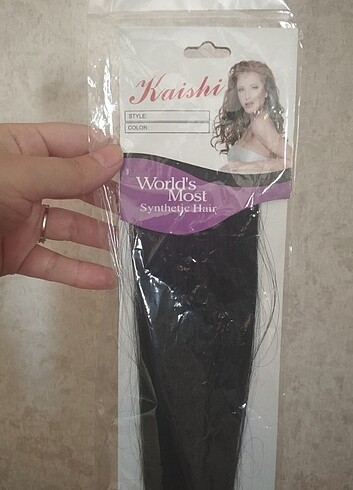 Kaishi
STYLE:
COLOR:
World's
Most
Synthetic Hair